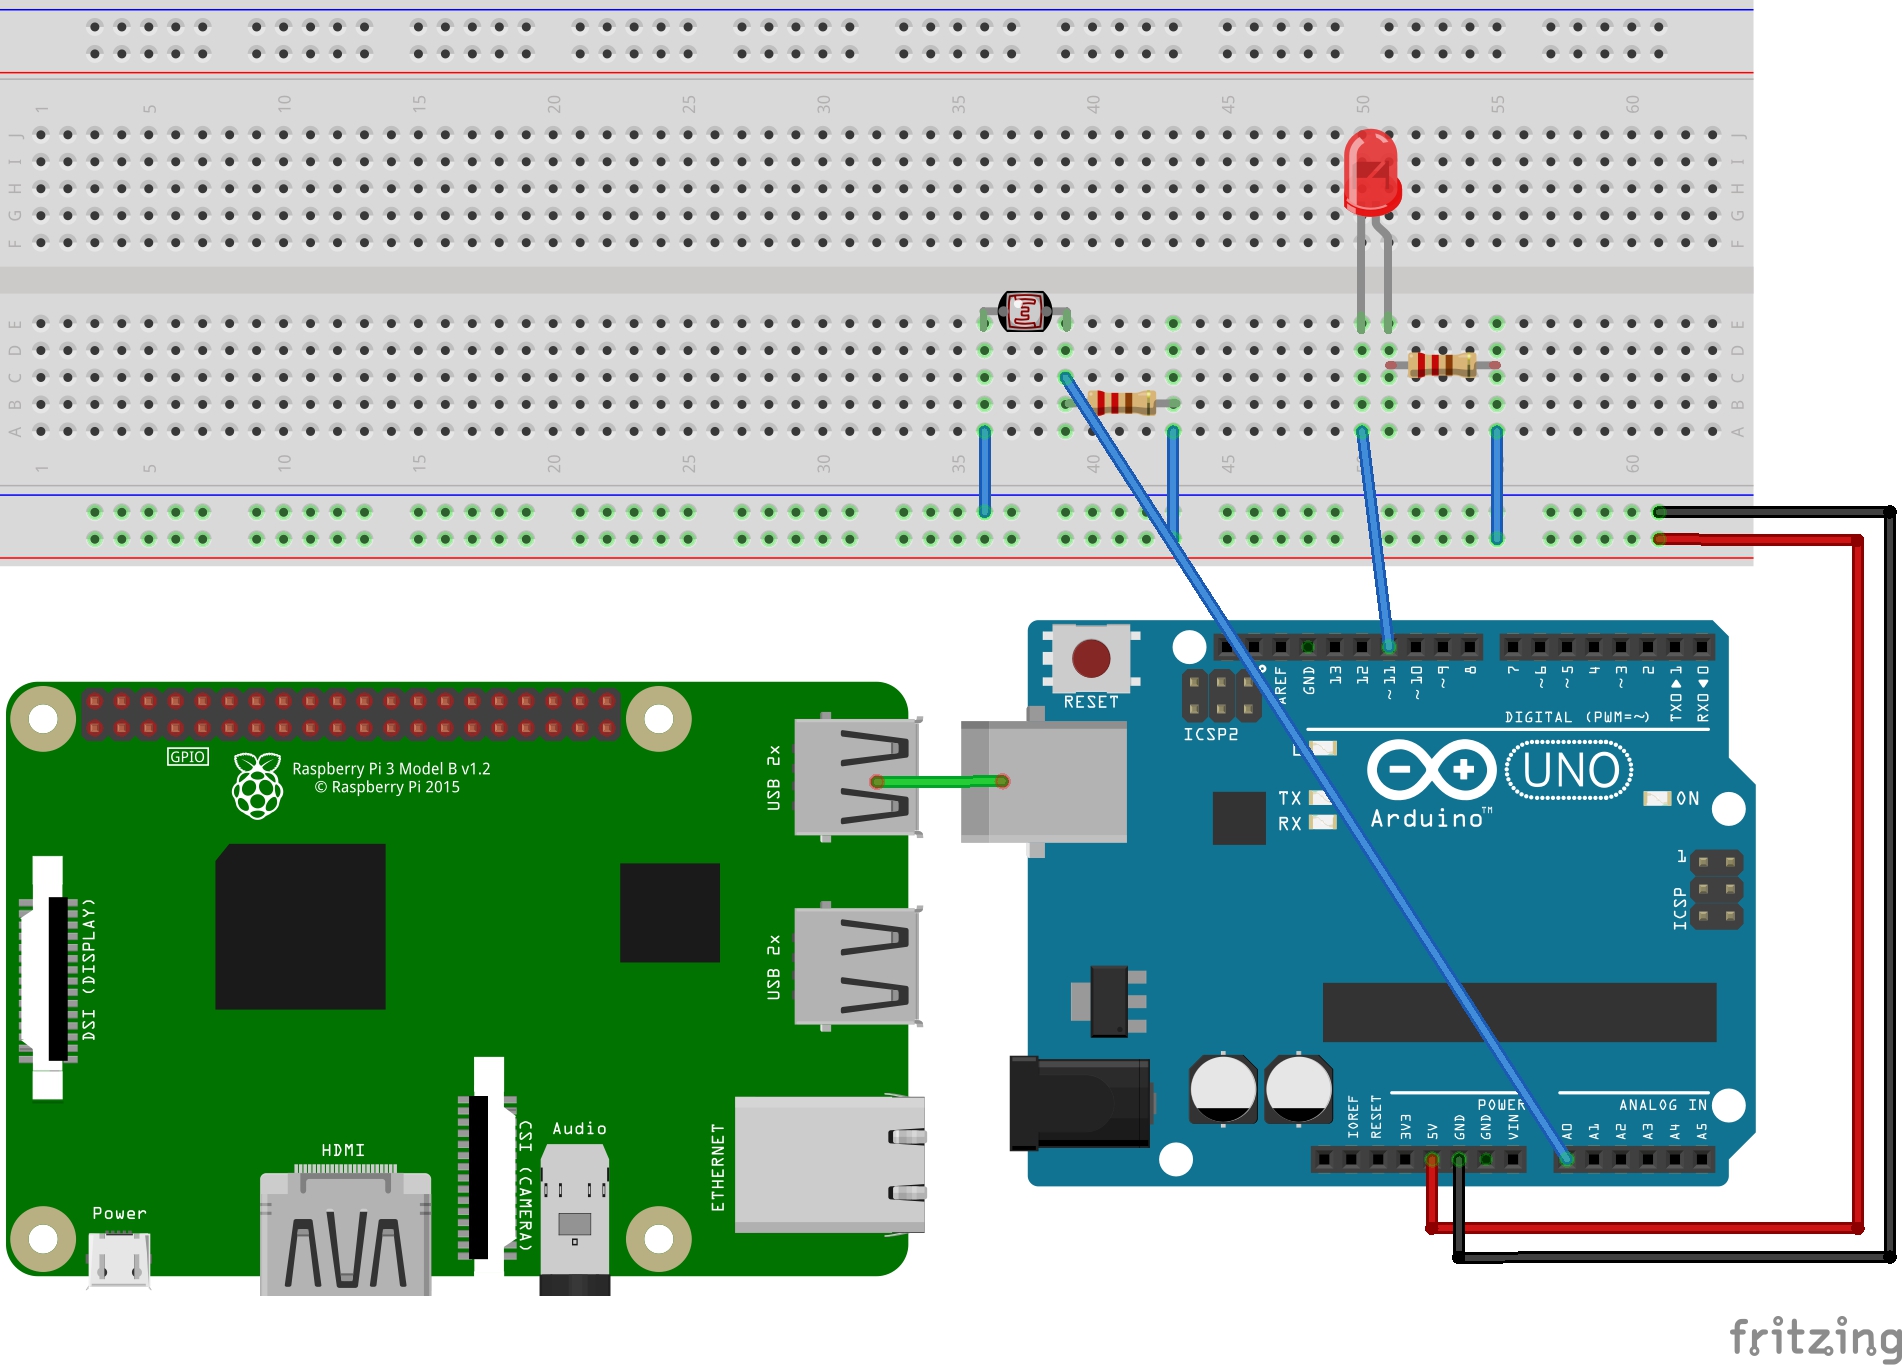 1 5 10 15 20 25 30 35 40 45 50 55 60
J J
I I
H H
G G
F F
E E
D D
C C
B B
A A
1 5 10 15 20 25 30 35 40 45 60
RESET
AREF
GND
13
12
~11
~10
~9
8
7
~6
~5
4
~3
2
TX0▶1
RX0◀0
DIGITAL (PWM=~)
ICSP2
L
TX
RX
Arduino™
UNO
ON
1
ICSP
IOREF
RESET
3V3
5V
GND
GND
VIN
POWER
ANALOG IN
A0
A1
A2
A3
A4
A5
GPIO
Raspberry Pi 3 Model B v1.2
© Raspberry Pi 2015
USB 2x
USB 2x
DSI (DISPLAY)
CSI (CAMERA)
HDMI
Audio
ETHERNET
Power
fritzing